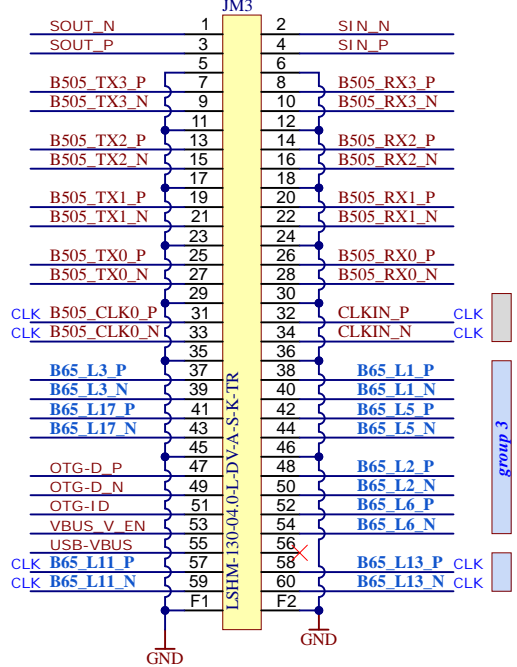 JM3
SOUT_N 1 2 SIN_N
SOUT_P 3 4 SIN_P
5 6
B505_TX3_P 7 8 B505_RX3_P
B505_TX3_N 9 10 B505_RX3_N
11 12
B505_TX2_P 13 14 B505_RX2_P
B505_TX2_N 15 16 B505_RX2_N
17 18
B505_TX1_P 19 20 B505_RX1_P
B505_TX1_N 21 22 B505_RX1_N
23 24
B505_TX0_P 25 26 B505_RX0_P
B505_TX0_N 27 28 B505_RX0_N
29 30
CLK B505_CLK0_P 31 32 CLKIN_P CLK
CLK B505_CLK0_N 33 34 CLKIN_N CLK
35 36
B65_L3_P 37 38 B65_L1_P
B65_L3_N 39 40 B65_L1_N
B65_L17_P 41 42 B65_L5_P
B65_L17_N 43 44 B65_L5_N
45 46
OTG-D_P 47 48 B65_L2_P
OTG-D_N 49 50 B65_L2_N
OTG-ID 51 52 B65_L6_P
VBUS_V_EN 53 54 B65_L6_N
USB-VBUS 55 56
CLK B65_L11_P 57 58 B65_L13_P CLK
CLK B65_L11_N 59 60 B65_L13_N CLK
F1 F2
LSHM-130-04.0-L-DV-A-S-K-TR
group 3
GND
GND